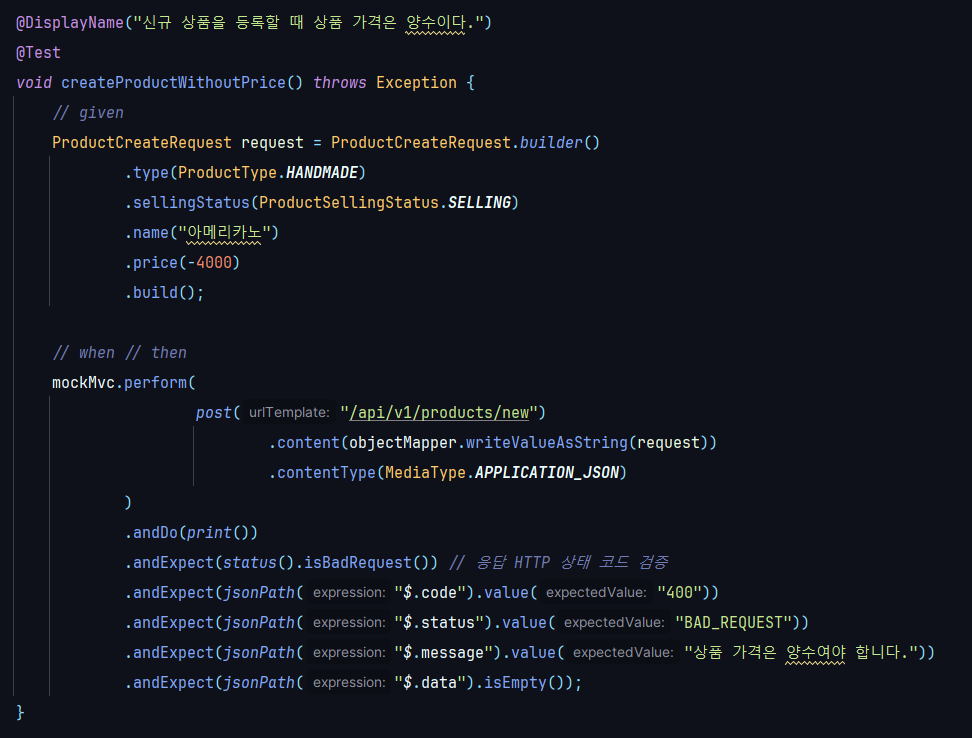 @DisplayName("신규 상품을 등록할 때 상품 가격은 양수이다.")
@Test
void createProductWithoutPrice() throws Exception {
// given
ProductCreateRequest request = ProductCreateRequest.builder()
.type(ProductType.HANDMADE)
.sellingStatus(ProductSellingStatus.SELLING)
.name("아메리카노")
.price(-4000)
.build();
// when // then
mockMvc.perform(
post( urlTemplate: "/api/v1/products/new")
.content(objectMapper.writeValueAsString(request))
.contentType(MediaType.APPLICATION_JSON)
)
.andDo(print())
.andExpect(status().isBadRequest()) // 응답 HTTP 상태 코드 검증
.andExpect(jsonPath( expression: "$.code").value( expectedValue: "400"))
.andExpect(jsonPath( expression: "$.status").value( expectedValue: "BAD_REQUEST"))
.andExpect(jsonPath( expression: "$.message").value( expectedValue: "상품 가격은 양수여야 합니다."))
.andExpect(jsonPath( expression: "$.data").isEmpty());
}